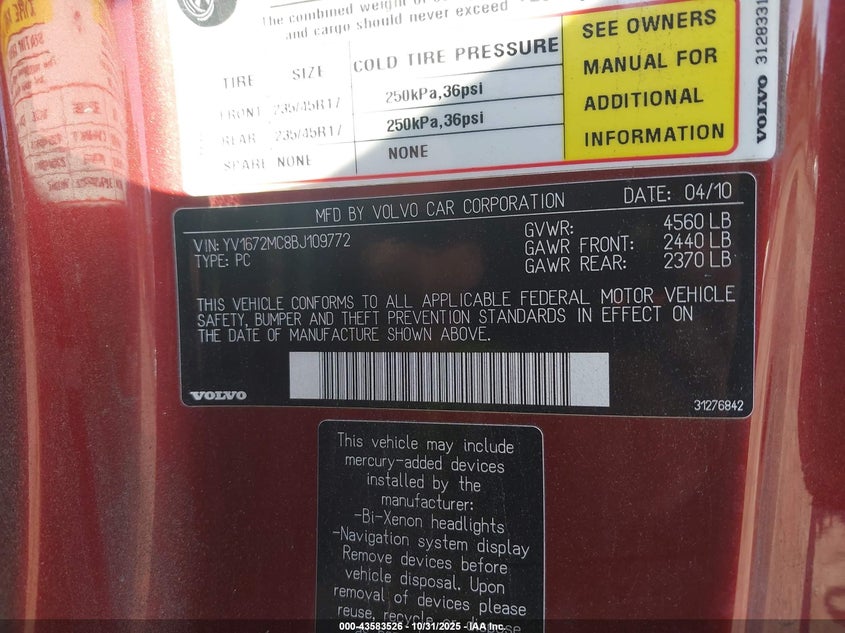 The combined weight of
and cargo should never exceed
TIRE SIZE COLD TIRE PRESSURE
FRONT 235/45R17 250kPa,36psi
REAR 235/45R17 250kPa,36psi
SPARE NONE NONE
SEE OWNERS
MANUAL FOR
ADDITIONAL
INFORMATION
VOLVO 3128331
MFD BY VOLVO CAR CORPORATION DATE: 04/10
VIN: YV1672MC8BJ109772
TYPE: PC
GVWR: 4560 LB
GAWR FRONT: 2440 LB
GAWR REAR: 2370 LB
THIS VEHICLE CONFORMS TO ALL APPLICABLE FEDERAL MOTOR VEHICLE
SAFETY, BUMPER AND THEFT PREVENTION STANDARDS IN EFFECT ON
THE DATE OF MANUFACTURE SHOWN ABOVE.
VOLVO
31276842
This vehicle may include
mercury-added devices
installed by the
manufacturer:
-Bi-Xenon headlights
-Navigation system display
Remove devices before
vehicle disposal. Upon
removal of devices please
reuse, recycle or
000-43583526 - 10/31/2025 - IAA Inc.